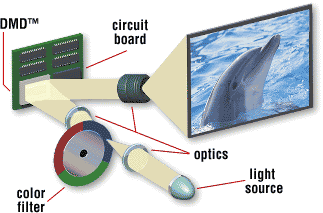 DMD™
circuit
board
optics
light
source
color
filter